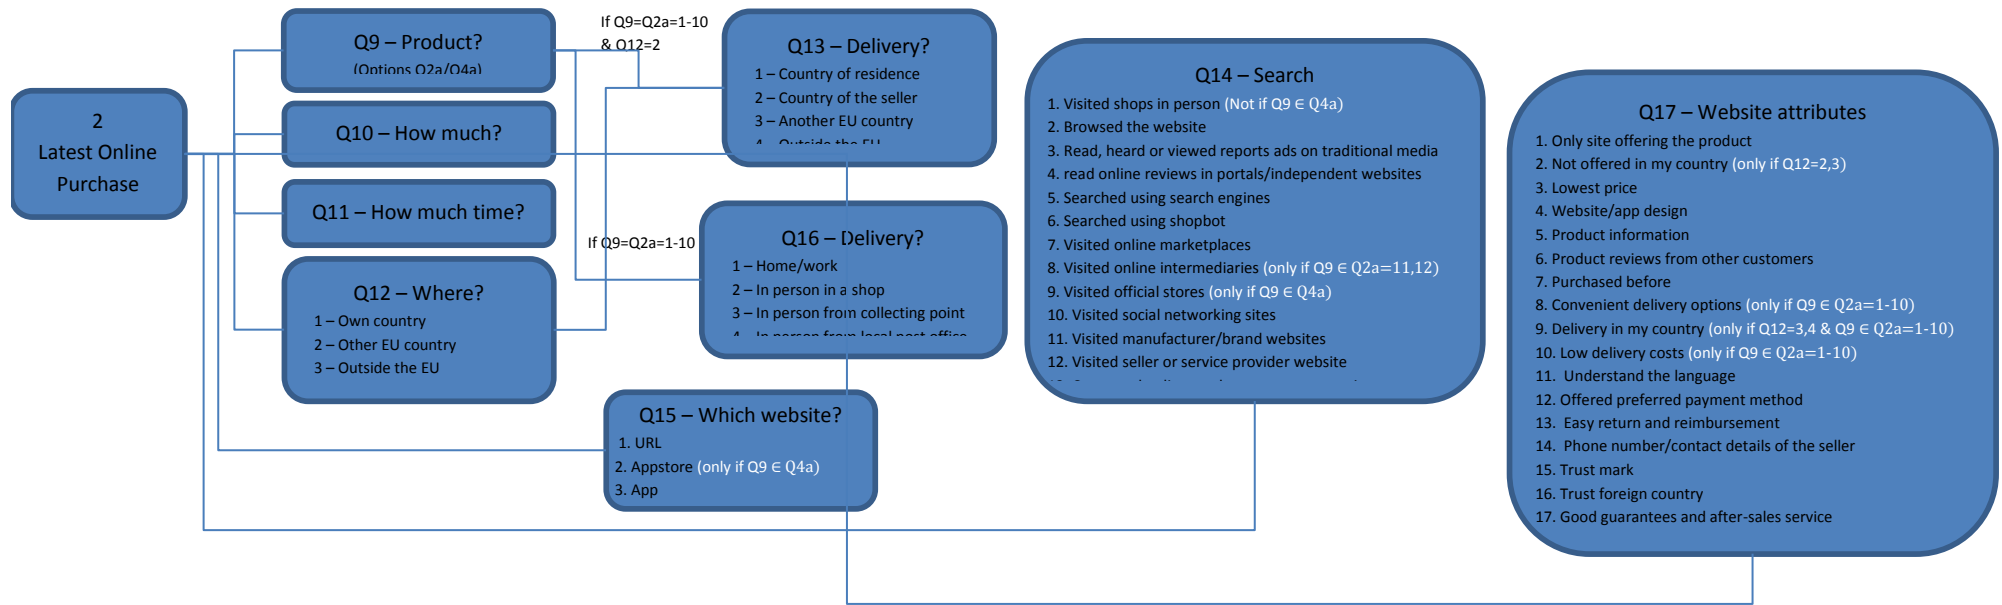 2
Latest Online
Purchase
Q9 – Product?
(Options Q2a/Q4a)
Q10 – How much?
Q11 – How much time?
Q12 – Where?
1 – Own country
2 – Other EU country
3 – Outside the EU
If Q9=Q2a=1-10
& Q12=2
Q13 – Delivery?
1 – Country of residence
2 – Country of the seller
3 – Another EU country
4 – Outside the EU
If Q9=Q2a=1-10
Q16 – Delivery?
1 – Home/work
2 – In person in a shop
3 – In person from collecting point
4 – In person from local post office
Q15 – Which website?
1. URL
2. Appstore (only if Q9 ∈ Q4a)
3. App
Q14 – Search
1. Visited shops in person (Not if Q9 ∈ Q4a)
2. Browsed the website
3. Read, heard or viewed reports ads on traditional media
4. read online reviews in portals/independent websites
5. Searched using search engines
6. Searched using shopbot
7. Visited online marketplaces
8. Visited online intermediaries (only if Q9 ∈ Q2a=11,12)
9. Visited official stores (only if Q9 ∈ Q4a)
10. Visited social networking sites
11. Visited manufacturer/brand websites
12. Visited seller or service provider website
Q17 – Website attributes
1. Only site offering the product
2. Not offered in my country (only if Q12=2,3)
3. Lowest price
4. Website/app design
5. Product information
6. Product reviews from other customers
7. Purchased before
8. Convenient delivery options (only if Q9 ∈ Q2a=1-10)
9. Delivery in my country (only if Q12=3,4 & Q9 ∈ Q2a=1-10)
10. Low delivery costs (only if Q9 ∈ Q2a=1-10)
11. Understand the language
12. Offered preferred payment method
13. Easy return and reimbursement
14. Phone number/contact details of the seller
15. Trust mark
16. Trust foreign country
17. Good guarantees and after-sales service